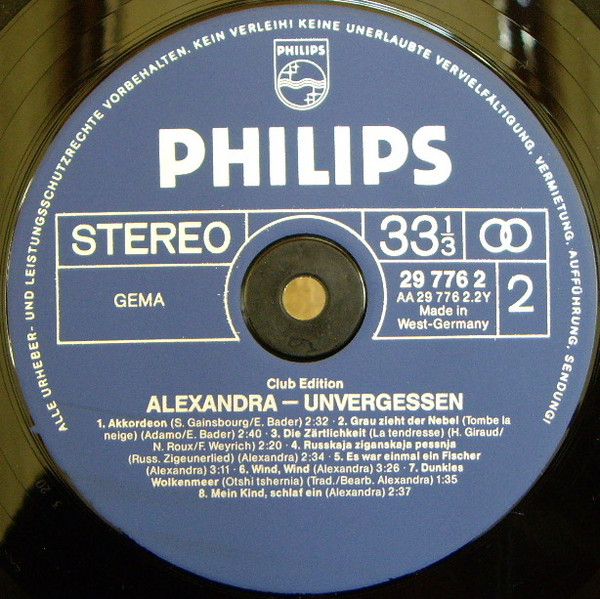 ALLE URHEBER- UND LEISTUNGSSCHUTZRECHTE VORBEHALTEN. KEIN VERLEIH! KEINE UNERLAUBTE VERVIELFÄLTIGUNG, VERMIETUNG, AUFFÜHRUNG, SENDUNG!
PHILIPS
PHILIPS
STEREO
33 1/3
GEMA
29 776 2
AA 29 776 2.2Y
Made in
West-Germany
2
Club Edition
ALEXANDRA – UNVERGESSEN
1. Akkordeon (S. Gainsbourg/E. Bader) 2:32 · 2. Grau zieht der Nebel (Tombe la
neige) (Adamo/E. Bader) 2:40 · 3. Die Zärtlichkeit (La tendresse) (H. Giraud/
N. Roux/F. Weyrich) 2:20 · 4. Russkaja ziganskaja pessnja
(Russ. Zigeunerlied) (Alexandra) 2:34 · 5. Es war einmal ein Fischer
(Alexandra) 3:11 · 6. Wind, Wind (Alexandra) 3:26 · 7. Dunkles
Wolkenmeer (Otshi tshernia) (Trad./Bearb. Alexandra) 1:35
8. Mein Kind, schlaf ein (Alexandra) 2:37